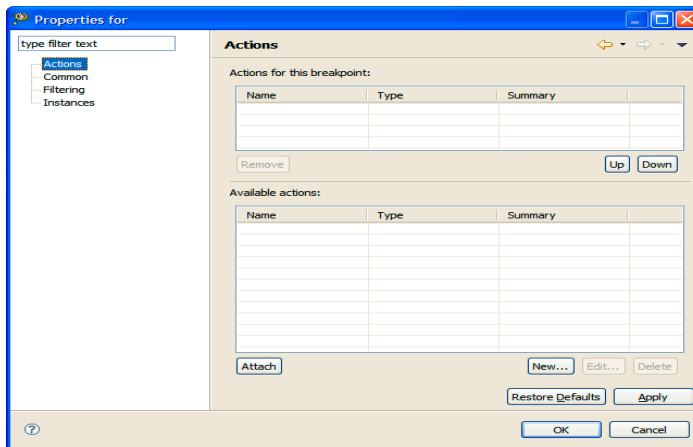 Properties for
type filter text
Actions
Common
Filtering
Instances
Actions
Actions for this breakpoint:
Name Type Summary
Remove Up Down
Available actions:
Name Type Summary
Attach New... Edit... Delete
Restore Defaults Apply
OK Cancel